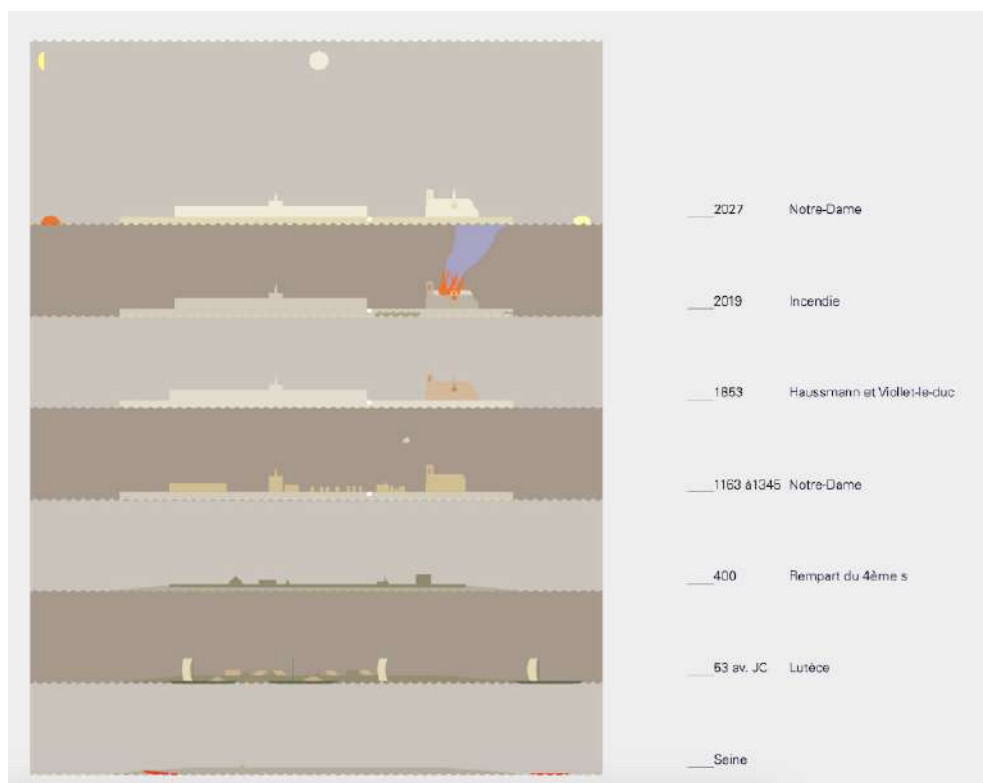 ___2027 Notre-Dame
___2019 Incendie
___1853 Haussmann et Viollet-le-duc
___1163 à1345 Notre-Dame
___400 Rempart du 4ème s
___53 av. JC Lutèce
___Seine